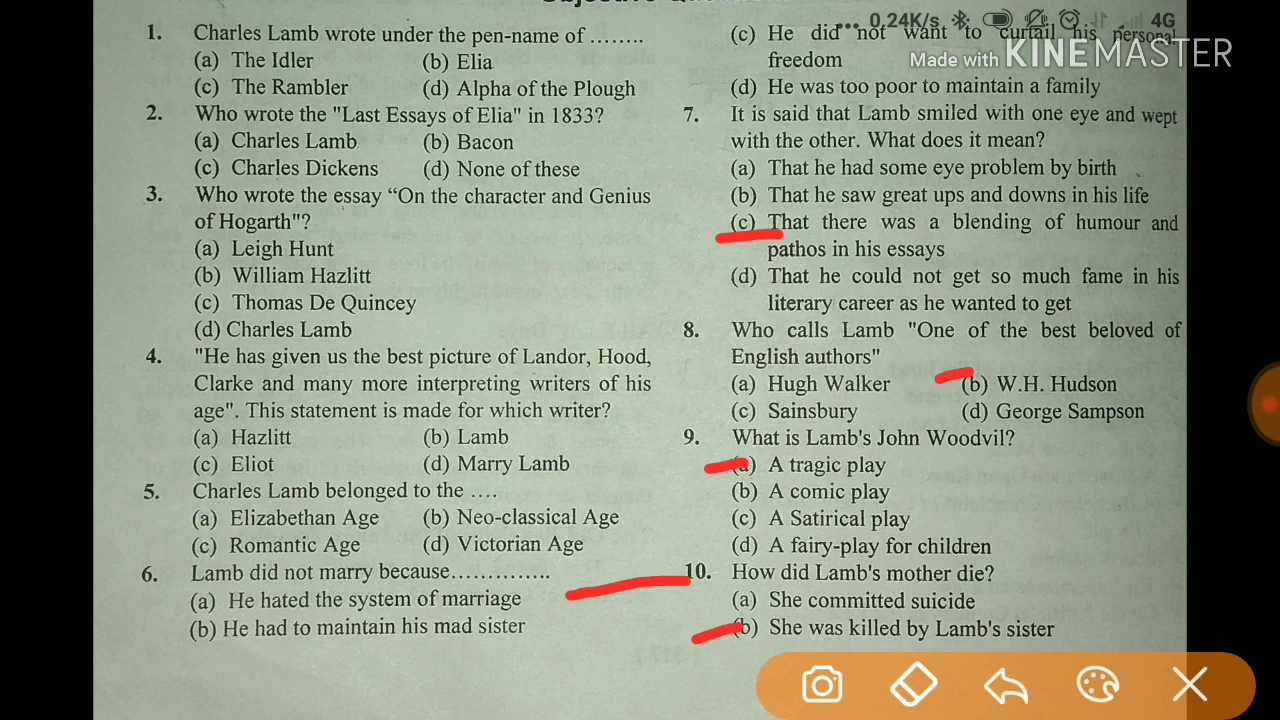 1. Charles Lamb wrote under the pen-name of ........
(a) The Idler (b) Elia
(c) The Rambler (d) Alpha of the Plough
2. Who wrote the "Last Essays of Elia" in 1833?
(a) Charles Lamb (b) Bacon
(c) Charles Dickens (d) None of these
3. Who wrote the essay “On the character and Genius
of Hogarth"?
(a) Leigh Hunt
(b) William Hazlitt
(c) Thomas De Quincey
(d) Charles Lamb
4. "He has given us the best picture of Landor, Hood,
Clarke and many more interpreting writers of his
age". This statement is made for which writer?
(a) Hazlitt (b) Lamb
(c) Eliot (d) Marry Lamb
5. Charles Lamb belonged to the ....
(a) Elizabethan Age (b) Neo-classical Age
(c) Romantic Age (d) Victorian Age
6. Lamb did not marry because..............
(a) He hated the system of marriage
(b) He had to maintain his mad sister
... 0.24K/s 4G
(c) He did not want to curtail his personal
freedom
Made with KINEMASTER
(d) He was too poor to maintain a family
7. It is said that Lamb smiled with one eye and wept
with the other. What does it mean?
(a) That he had some eye problem by birth
(b) That he saw great ups and downs in his life
(c) That there was a blending of humour and
pathos in his essays
(d) That he could not get so much fame in his
literary career as he wanted to get
8. Who calls Lamb "One of the best beloved of
English authors"
(a) Hugh Walker (b) W.H. Hudson
(c) Sainsbury (d) George Sampson
9. What is Lamb's John Woodvil?
(a) A tragic play
(b) A comic play
(c) A Satirical play
(d) A fairy-play for children
10. How did Lamb's mother die?
(a) She committed suicide
(b) She was killed by Lamb's sister